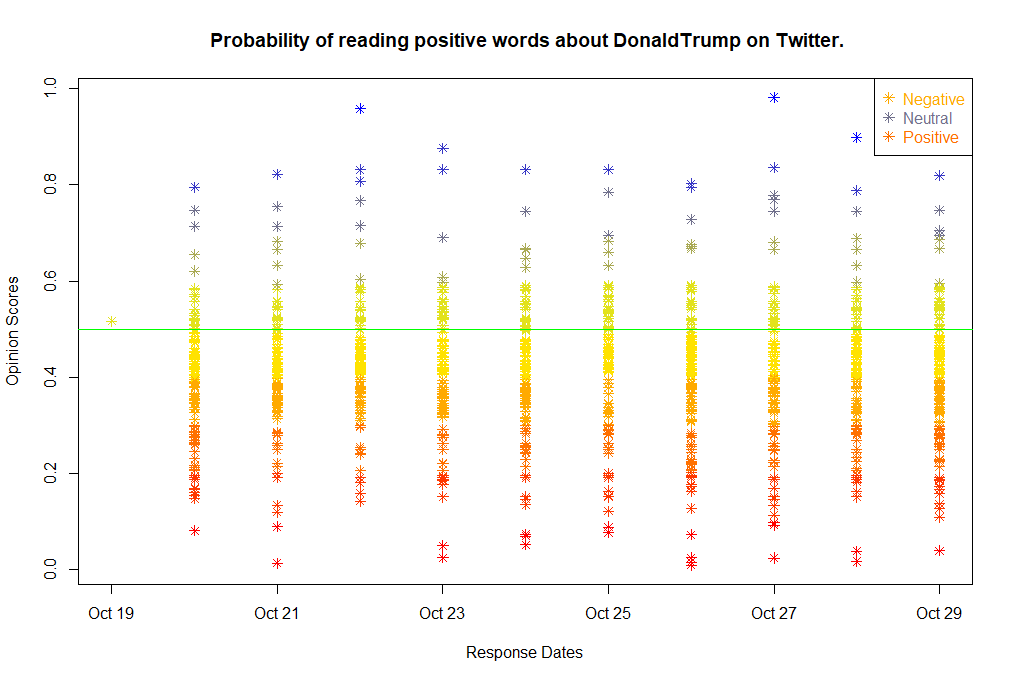 Probability of reading positive words about DonaldTrump on Twitter.
Negative
Neutral
Positive
Opinion Scores
1.0
0.8
0.6
0.4
0.2
0.0
Oct 19 Oct 21 Oct 23 Oct 25 Oct 27 Oct 29
Response Dates